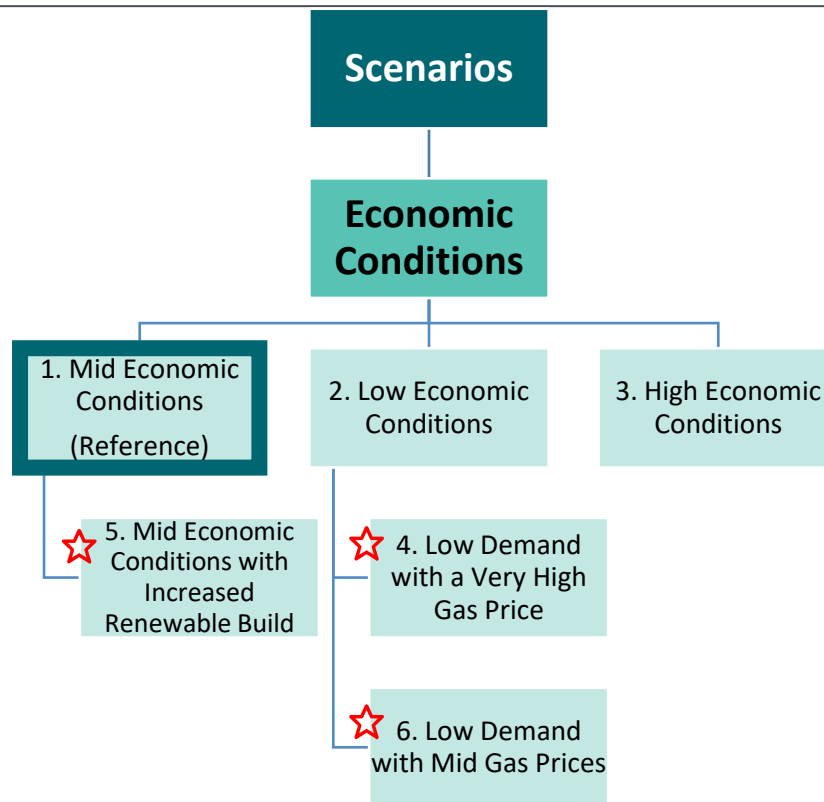 Scenarios
Economic
Conditions
1. Mid Economic
Conditions
(Reference)
2. Low Economic
Conditions
3. High Economic
Conditions
5. Mid Economic
Conditions with
Increased
Renewable Build
4. Low Demand
with a Very High
Gas Price
6. Low Demand
with Mid Gas Prices